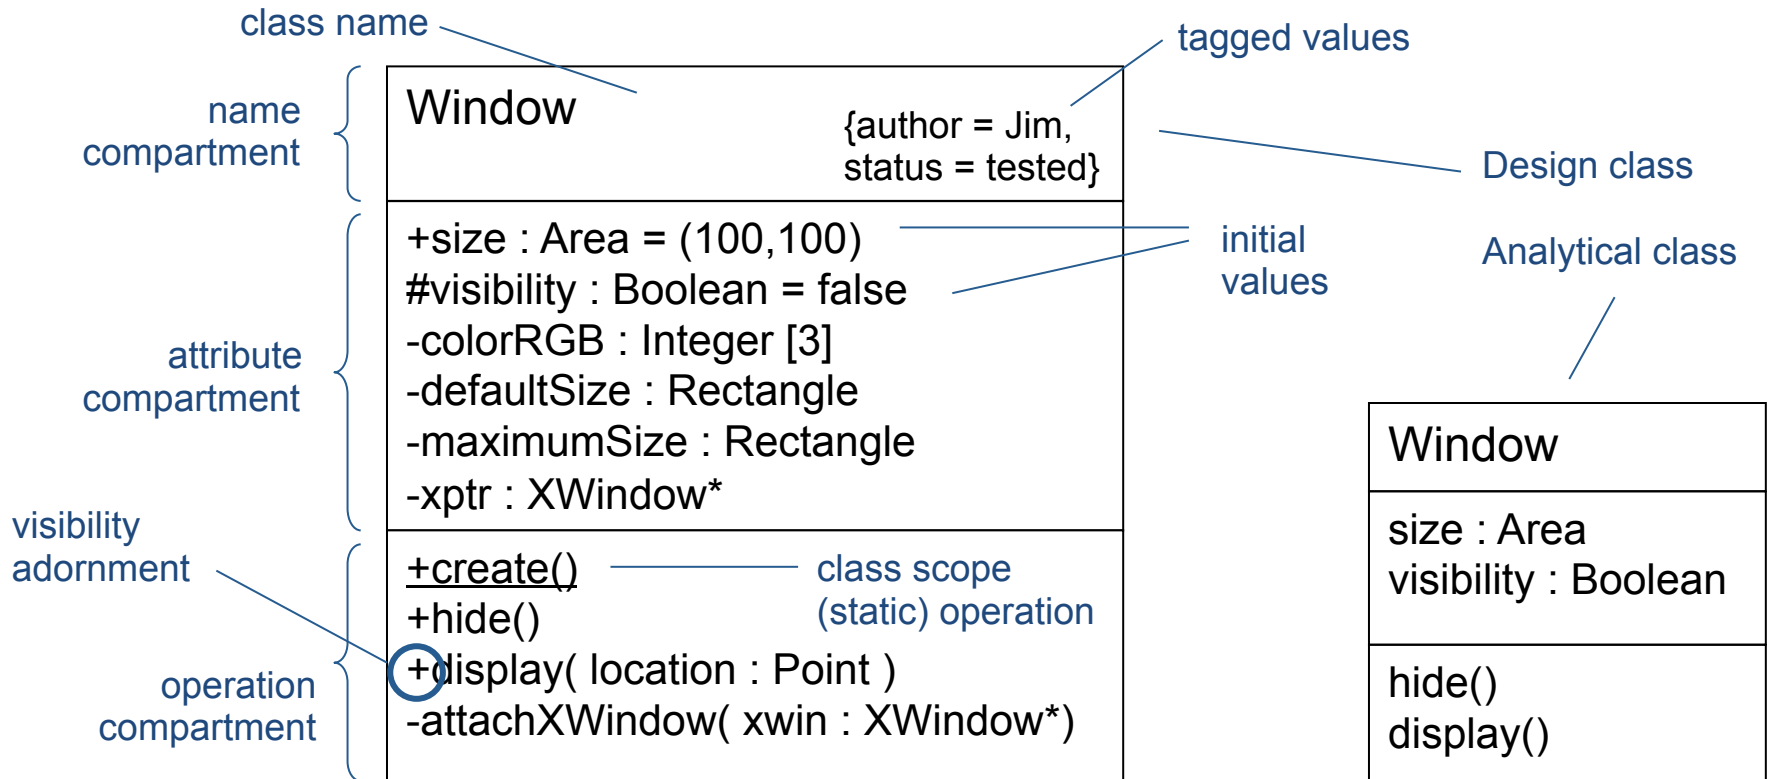 class name
tagged values
name
compartment
Window
{author = Jim,
status = tested}
Design class
Analytical class
attribute
compartment
+size : Area = (100,100)
#visibility : Boolean = false
-colorRGB : Integer [3]
-defaultSize : Rectangle
-maximumSize : Rectangle
-xptr : XWindow*
initial
values
visibility
adornment
operation
compartment
+create()
+hide()
+display( location : Point )
-attachXWindow( xwin : XWindow*)
class scope
(static) operation
Window
size : Area
visibility : Boolean
hide()
display()